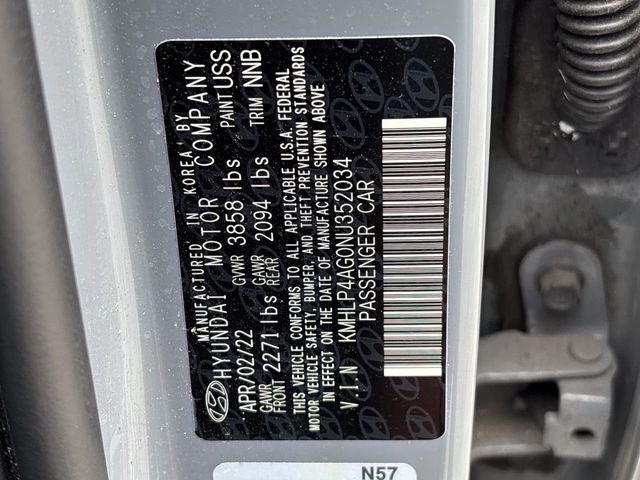 MANUFACTURED IN KOREA BY
HYUNDAI MOTOR COMPANY
APR/02/22 GVWR 3858 lbs PAINT USS
GAWR FRONT 2271 lbs GAWR REAR 2094 lbs TRIM NNB
THIS VEHICLE CONFORMS TO ALL APPLICABLE U.S.A. FEDERAL
MOTOR VEHICLE SAFETY, BUMPER, AND THEFT PREVENTION STANDARDS
IN EFFECT ON THE DATE OF MANUFACTURE SHOWN ABOVE
V.I.N KMHLP4AG0NU352034
PASSENGER CAR
N57